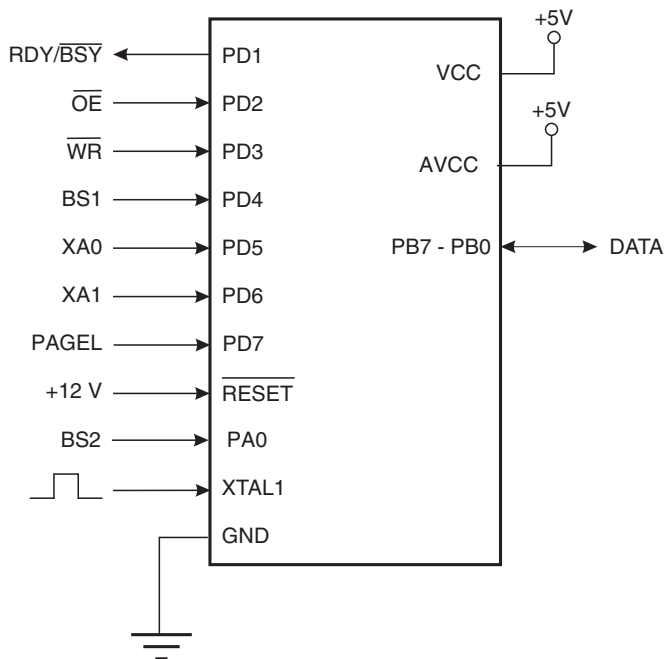 +5V
RDY/BSY PD1
VCC
OE PD2
+5V
WR PD3
AVCC
BS1 PD4
XA0 PD5 PB7 - PB0 DATA
XA1 PD6
PAGEL PD7
+12 V RESET
BS2 PA0
XTAL1
GND